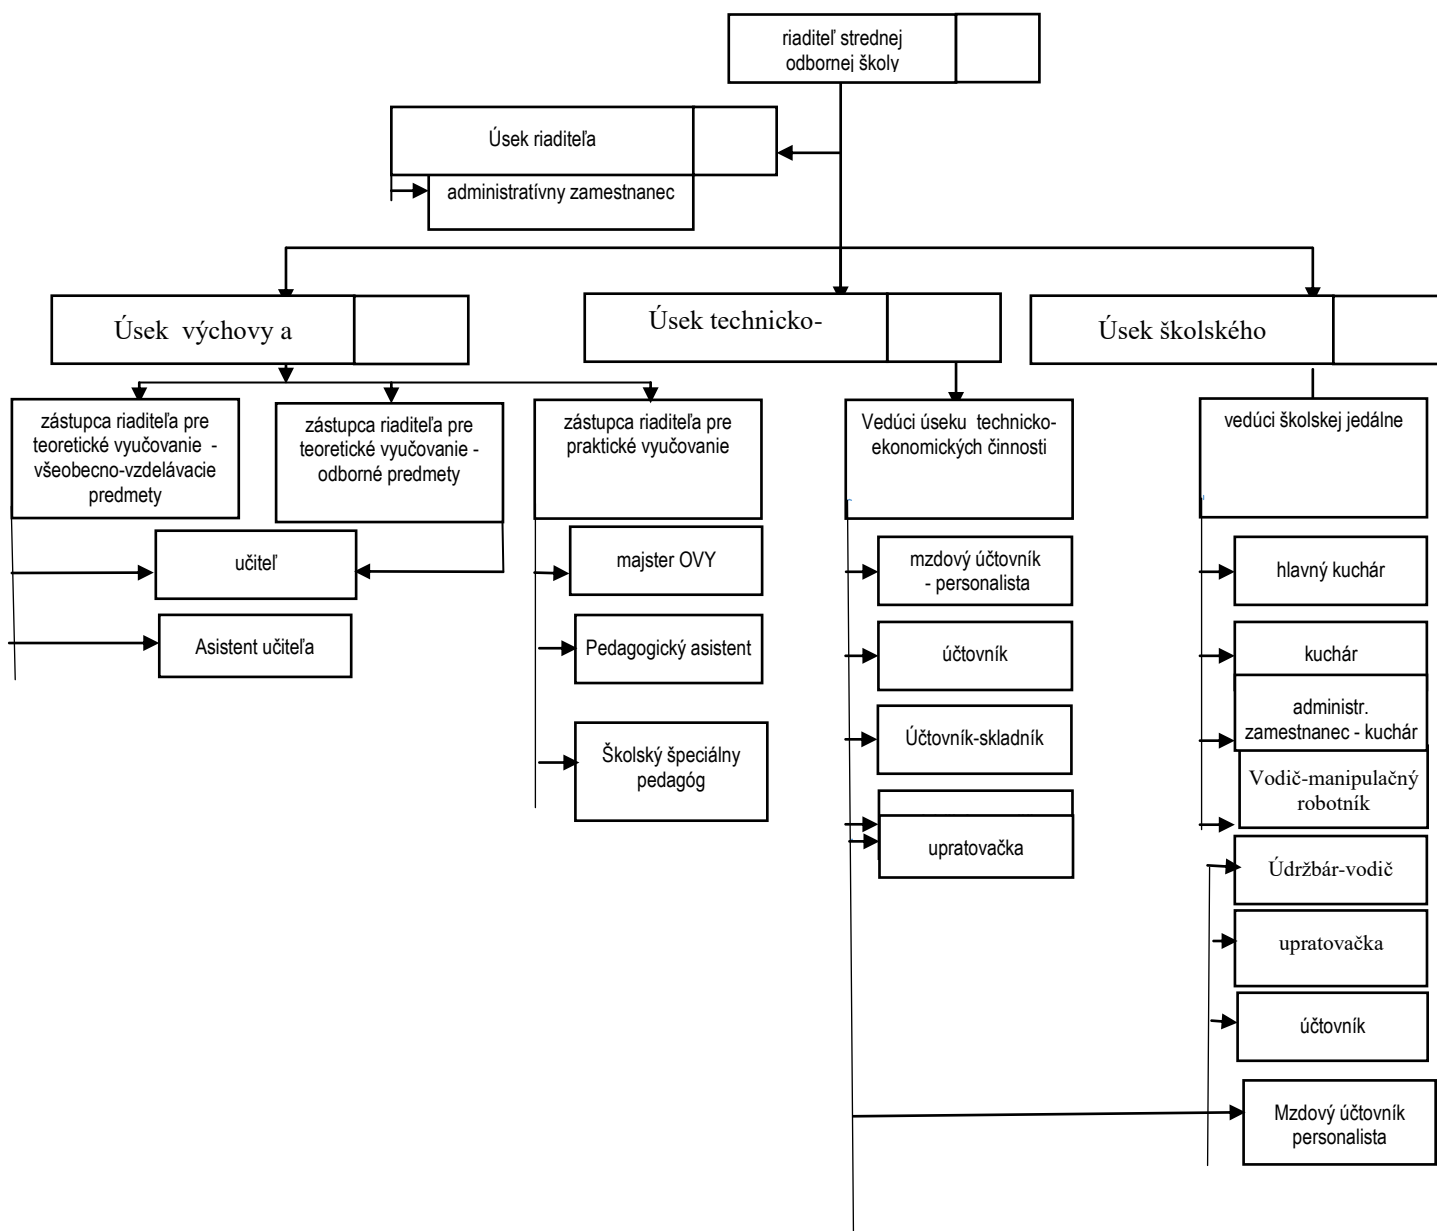 riaditeľ strednej
odbornej školy
Úsek riaditeľa
administratívny zamestnanec
Úsek výchovy a
Úsek technicko-
Úsek školského
zástupca riaditeľa pre
teoretické vyučovanie -
všeobecno-vzdelávacie
predmety
zástupca riaditeľa pre
teoretické vyučovanie -
odborné predmety
zástupca riaditeľa pre
praktické vyučovanie
Vedúci úseku technicko-
ekonomických činnosti
vedúci školskej jedálne
učiteľ
Asistent učiteľa
majster OVY
Pedagogický asistent
Školský špeciálny
pedagóg
mzdový účtovník
- personalista
účtovník
Účtovník-skladník
upratovačka
hlavný kuchár
kuchár
administr.
zamestnanec - kuchár
Vodič-manipulačný
robotník
Údržbár-vodič
upratovačka
účtovník
Mzdový účtovník
personalista